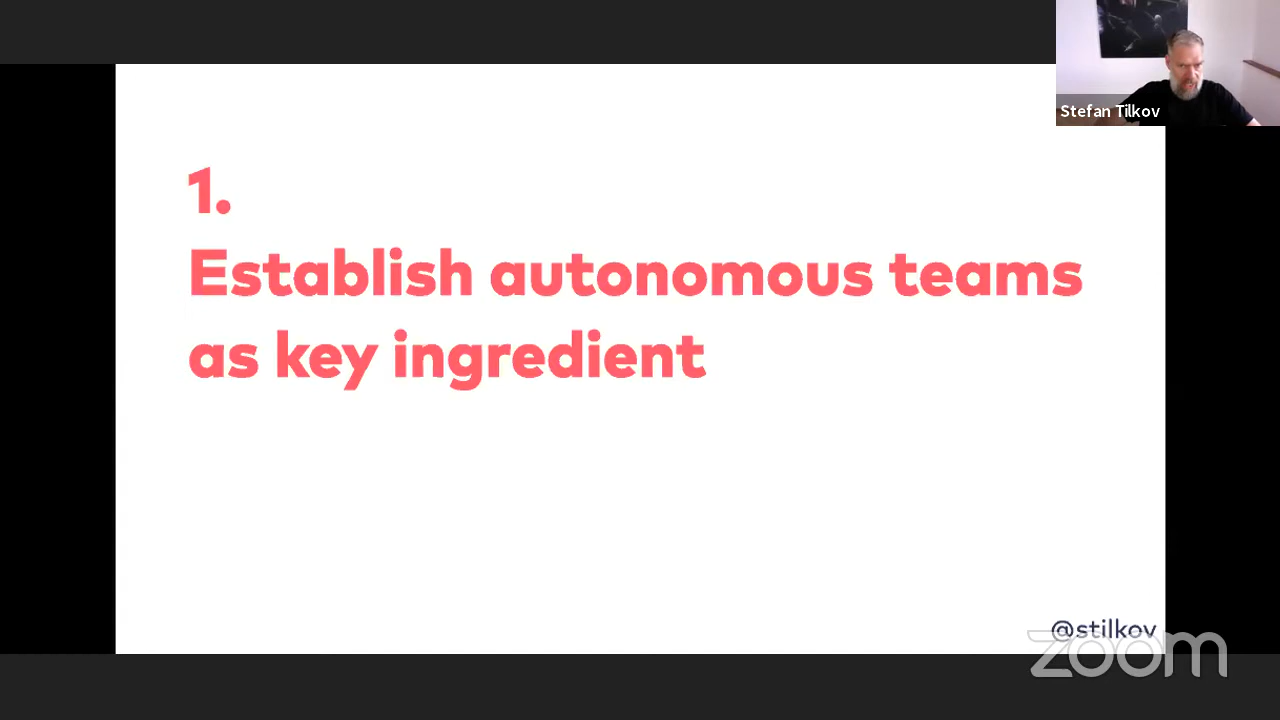 Stefan Tilkov
1.
Establish autonomous teams
as key ingredient
@stilkov
zoom